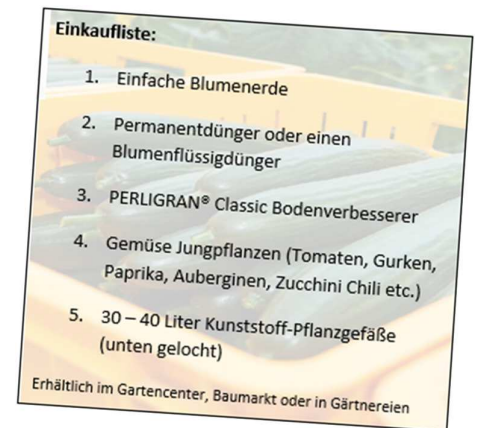 Einkaufliste:
1. Einfache Blumenerde
2. Permanentdünger oder einen
Blumenflüssigdünger
3. PERLIGRAN® Classic Bodenverbesserer
4. Gemüse Jungpflanzen (Tomaten, Gurken,
Paprika, Auberginen, Zucchini Chili etc.)
5. 30 – 40 Liter Kunststoff-Pflanzgefäße
(unten gelocht)
Erhältlich im Gartencenter, Baumarkt oder in Gärtnereien